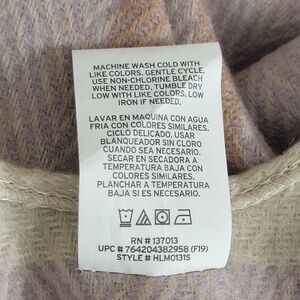 MACHINE WASH COLD WITH
LIKE COLORS. GENTLE CYCLE.
USE NON-CHLORINE BLEACH
WHEN NEEDED. TUMBLE DRY
LOW WITH LIKE COLORS. LOW
IRON IF NEEDED.
LAVAR EN MAQUINA CON AGUA
FRIA CON COLORES SIMILARES.
CICLO DELICADO. USAR
BLANQUEADOR SIN CLORO
CUANDO SEA NECESARIO.
SECAR EN SECADORA A
TEMPERATURA BAJA CON
COLORES SIMILARES.
PLANCHAR A TEMPERATURA
BAJA SI ES NECESARIO.
RN # 137013
UPC # 764204382958 (F19)
STYLE # HLM0131S